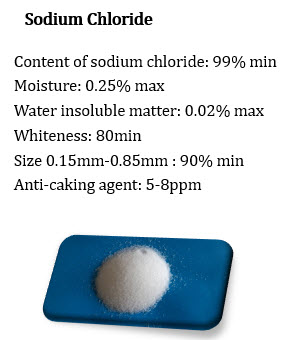 Sodium Chloride
Content of sodium chloride: 99% min
Moisture: 0.25% max
Water insoluble matter: 0.02% max
Whiteness: 80min
Size 0.15mm-0.85mm : 90% min
Anti-caking agent: 5-8ppm